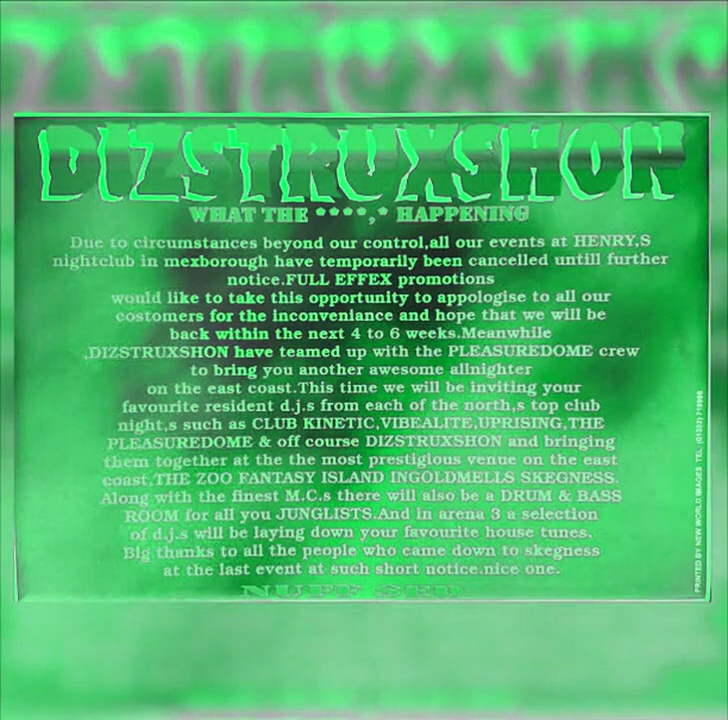 DIZSTRUXSHON
WHAT THE ****,* HAPPENING
Due to circumstances beyond our control,all our events at HENRY,S
nightclub in mexborough have temporarily been cancelled untill further
notice.FULL EFFEX promotions
would like to take this opportunity to appologise to all our
costomers for the inconveniance and hope that we will be
back within the next 4 to 6 weeks.Meanwhile
,DIZSTRUXSHON have teamed up with the PLEASUREDOME crew
to bring you another awesome allnighter
on the east coast.This time we will be inviting your
favourite resident d.j.s from each of the north,s top club
night,s such as CLUB KINETIC,VIBEALITE,UPRISING,THE
PLEASUREDOME & off course DIZSTRUXSHON and bringing
them together at the the most prestigious venue on the east
coast,THE ZOO FANTASY ISLAND INGOLDMELLS SKEGNESS.
Along with the finest M.C.s there will also be a DRUM & BASS
ROOM for all you JUNGLISTS.And in arena 3 a selection
of d.j.s will be laying down your favourite house tunes.
Big thanks to all the people who came down to skegness
at the last event at such short notice.nice one.
NUFF SED
PRINTED BY NEW WORLD IMAGES TEL: (01302) 719998